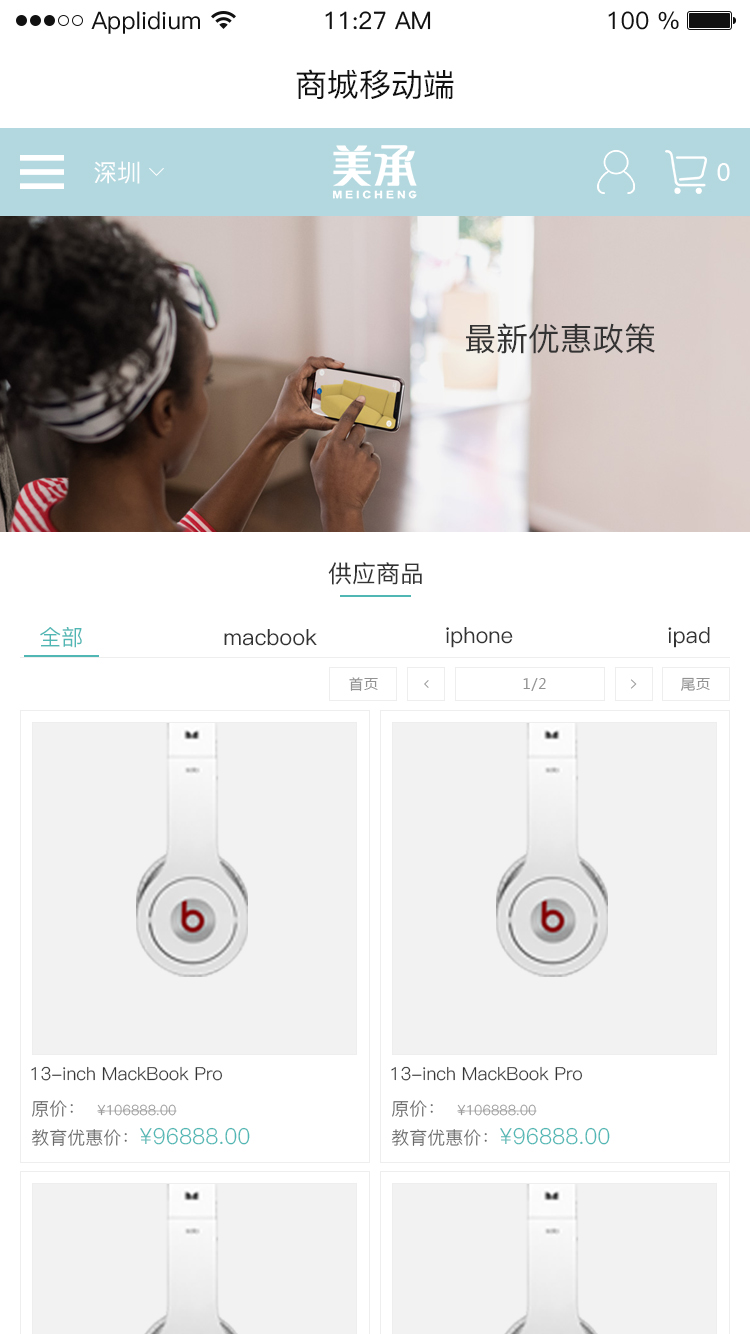 Applidium 11:27 AM 100 %
商城移动端
深圳 美承 0
MEICHENG
最新优惠政策
供应商品
全部 macbook iphone ipad
首页 < 1/2 > 尾页
b b
13-inch MackBook Pro 13-inch MackBook Pro
原价: ¥106888.00 原价: ¥106888.00
教育优惠价: ¥96888.00 教育优惠价: ¥96888.00